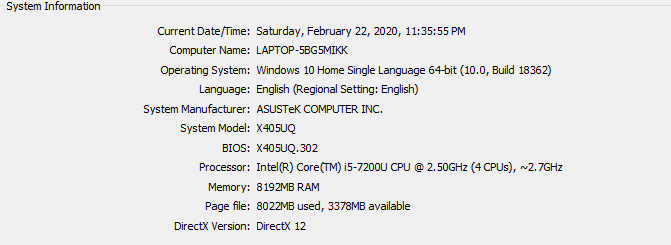 System Information
Current Date/Time: Saturday, February 22, 2020, 11:35:55 PM
Computer Name: LAPTOP-5BG5MIKK
Operating System: Windows 10 Home Single Language 64-bit (10.0, Build 18362)
Language: English (Regional Setting: English)
System Manufacturer: ASUSTeK COMPUTER INC.
System Model: X405UQ
BIOS: X405UQ.302
Processor: Intel(R) Core(TM) i5-7200U CPU @ 2.50GHz (4 CPUs), ~2.7GHz
Memory: 8192MB RAM
Page file: 8022MB used, 3378MB available
DirectX Version: DirectX 12